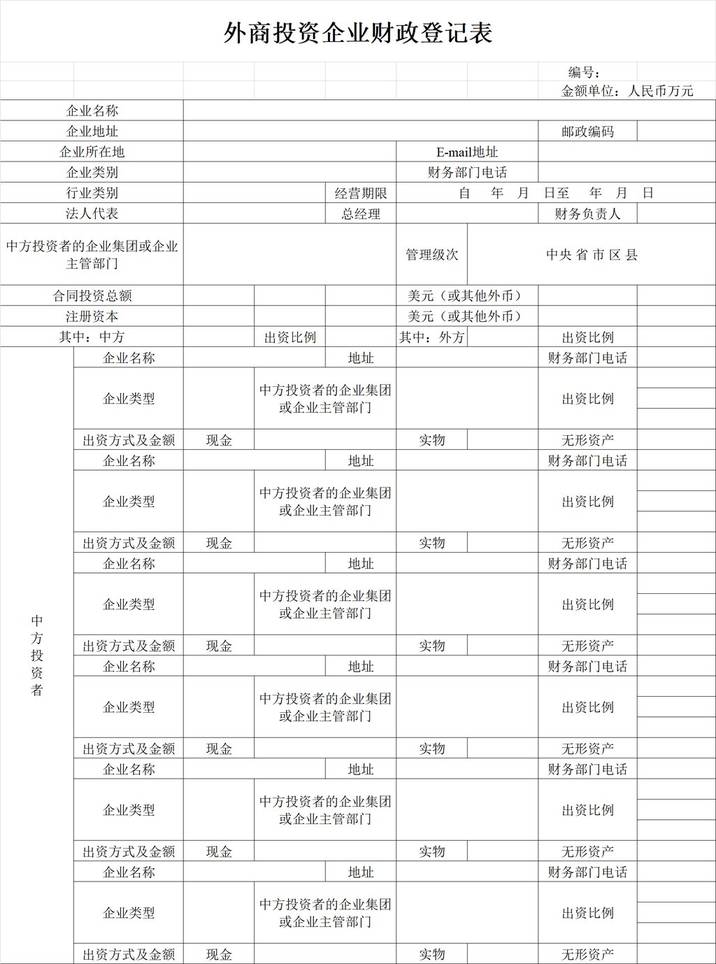 外商投资企业财政登记表
编号：
金额单位：人民币万元
企业名称
企业地址 邮政编码
企业所在地 E-mail地址
企业类别 财务部门电话
行业类别 经营期限 自 年 月 日至 年 月 日
法人代表 总经理 财务负责人
中方投资者的企业集团或企业
主管部门
管理级次 中央 省 市 区 县
合同投资总额 美元（或其他外币）
注册资本 美元（或其他外币）
其中：中方 出资比例 其中：外方 出资比例
中
方
投
资
者
企业名称 地址 财务部门电话
企业类型
中方投资者的企业集团
或企业主管部门
出资比例
出资方式及金额 现金 实物 无形资产
企业名称 地址 财务部门电话
企业类型
中方投资者的企业集团
或企业主管部门
出资比例
出资方式及金额 现金 实物 无形资产
企业名称 地址 财务部门电话
企业类型
中方投资者的企业集团
或企业主管部门
出资比例
出资方式及金额 现金 实物 无形资产
企业名称 地址 财务部门电话
企业类型
中方投资者的企业集团
或企业主管部门
出资比例
出资方式及金额 现金 实物 无形资产
企业名称 地址 财务部门电话
企业类型
中方投资者的企业集团
或企业主管部门
出资比例
出资方式及金额 现金 实物 无形资产
企业名称 地址 财务部门电话
企业类型
中方投资者的企业集团
或企业主管部门
出资比例
出资方式及金额 现金 实物 无形资产